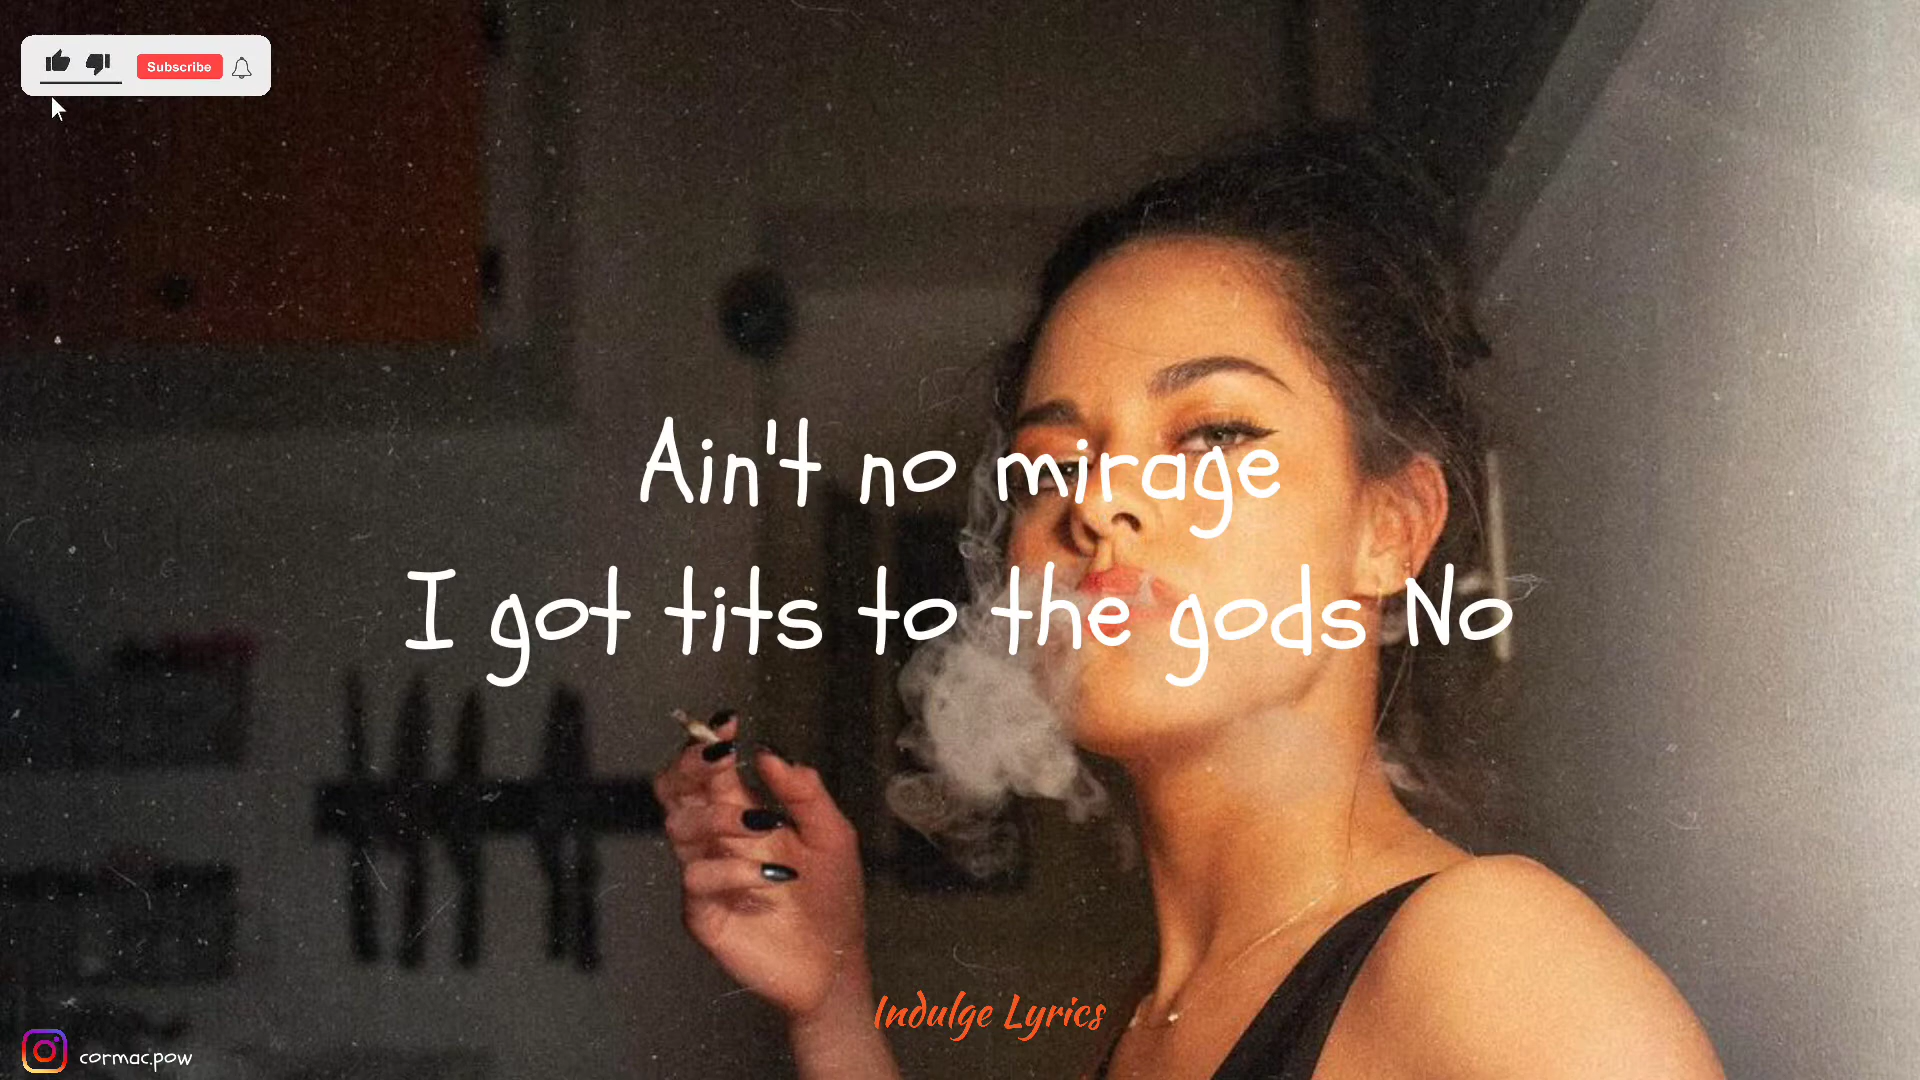 Subscribe
Ain't no mirage
I got tits to the gods No
Indulge Lyrics
cormac.pow